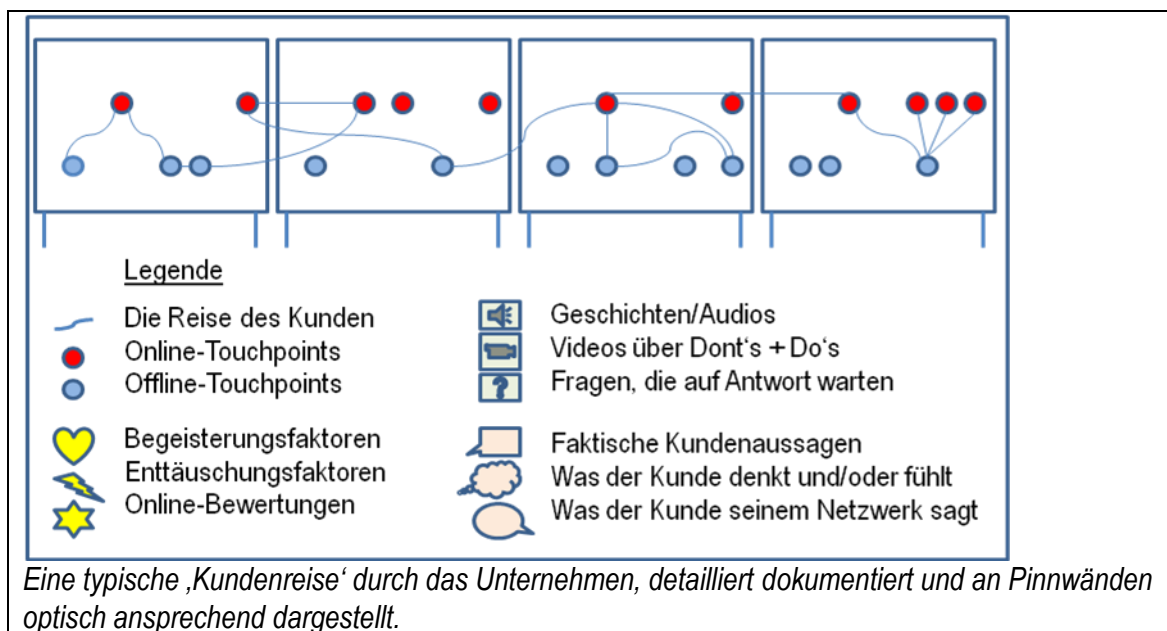 Legende
Die Reise des Kunden
Online-Touchpoints
Offline-Touchpoints
Begeisterungsfaktoren
Enttäuschungsfaktoren
Online-Bewertungen
Geschichten/Audios
Videos über Dont's + Do's
?
Fragen, die auf Antwort warten
Faktische Kundenaussagen
Was der Kunde denkt und/oder fühlt
Was der Kunde seinem Netzwerk sagt
Eine typische ‚Kundenreise‘ durch das Unternehmen, detailliert dokumentiert und an Pinnwänden
optisch ansprechend dargestellt.